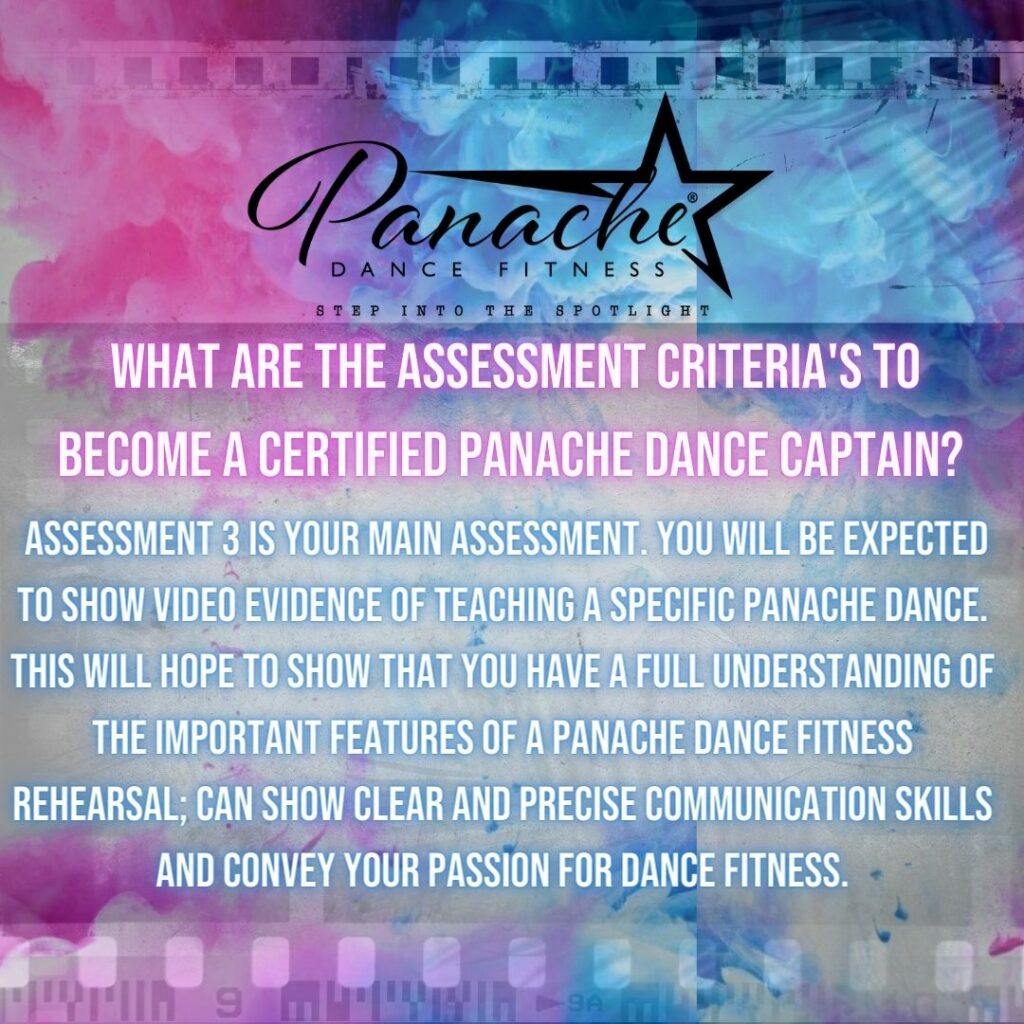 Panache®
DANCE FITNESS
STEP INTO THE SPOTLIGHT
WHAT ARE THE ASSESSMENT CRITERIA'S TO
BECOME A CERTIFIED PANACHE DANCE CAPTAIN?
ASSESSMENT 3 IS YOUR MAIN ASSESSMENT. YOU WILL BE EXPECTED
TO SHOW VIDEO EVIDENCE OF TEACHING A SPECIFIC PANACHE DANCE.
THIS WILL HOPE TO SHOW THAT YOU HAVE A FULL UNDERSTANDING OF
THE IMPORTANT FEATURES OF A PANACHE DANCE FITNESS
REHEARSAL; CAN SHOW CLEAR AND PRECISE COMMUNICATION SKILLS
AND CONVEY YOUR PASSION FOR DANCE FITNESS.
9 9A